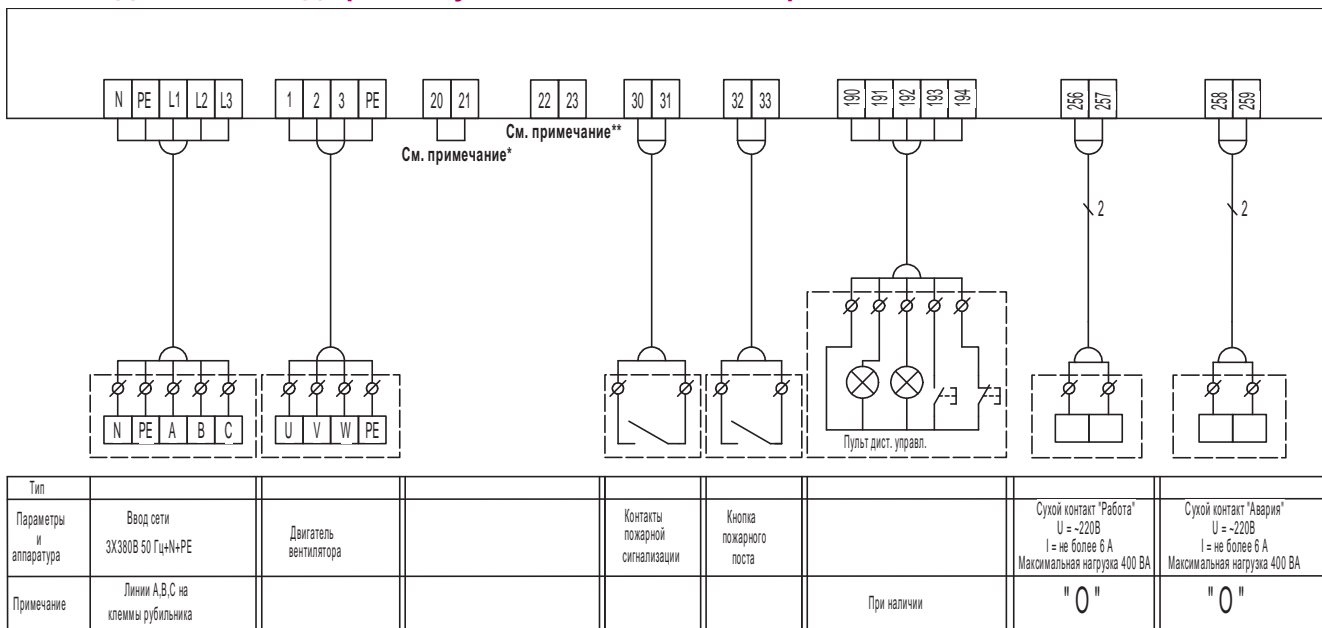 N PE L1 L2 L3 1 2 3 PE 20 21 22 23 30 31 32 33 190 191 192 193 194 256 257 258 259
См. примечание**
См. примечание*
2 2
Пульт дист. управл.
N PE A B C U V W PE
Тип
Параметры
и
аппаратура
Ввод сети
3X380В 50 Гц+N+PE
Двигатель
вентилятора
Контакты
пожарной
сигнализации
Кнопка
пожарного
поста
Сухой контакт "Работа"
U = ~220В
I = не более 6 А
Максимальная нагрузка 400 ВА
Сухой контакт "Авария"
U = ~220В
I = не более 6 А
Максимальная нагрузка 400 ВА
Примечание
Линии А,В,С на
клеммы рубильника
При наличии
" O "
" O "